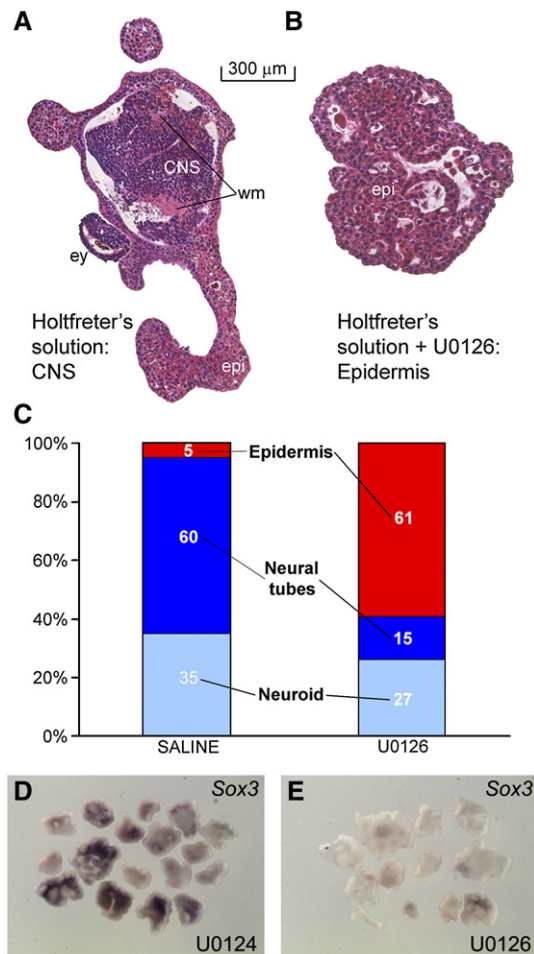 A
B
300 µm
CNS
wm
epi
ey
epi
Holtfreter's
solution:
CNS
Holtfreter's
solution + U0126:
Epidermis
C
100%
80%
60%
40%
20%
0%
5
60
35
Epidermis
Neural
tubes
Neuroid
61
15
27
SALINE
U0126
D
Sox3
U0124
E
Sox3
U0126